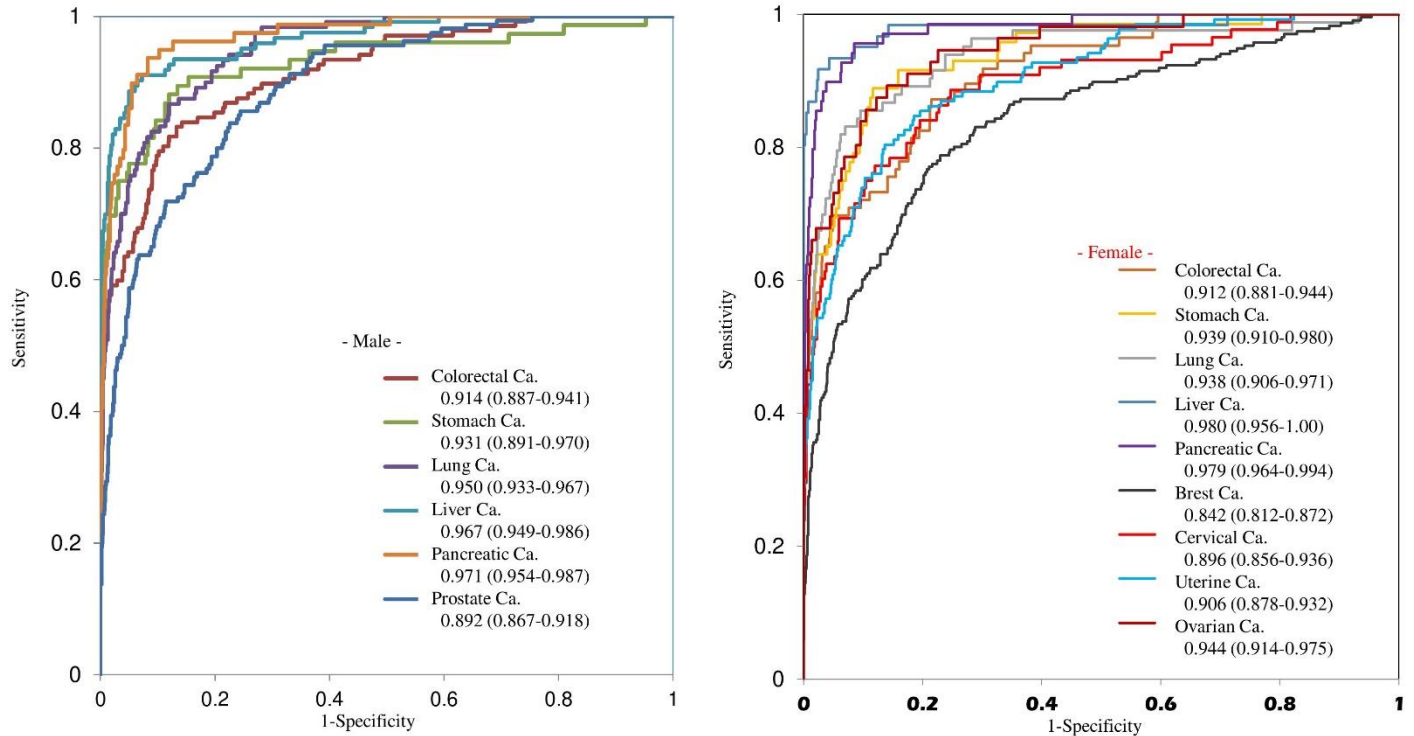 1
0.8
0.6
0.4
0.2
0
Sensitivity
- Male -
Colorectal Ca.
0.914 (0.887-0.941)
Stomach Ca.
0.931 (0.891-0.970)
Lung Ca.
0.950 (0.933-0.967)
Liver Ca.
0.967 (0.949-0.986)
Pancreatic Ca.
0.971 (0.954-0.987)
Prostate Ca.
0.892 (0.867-0.918)
0 0.2 0.4 0.6 0.8 1
1-Specificity
1
0.8
0.6
0.4
0.2
0
Sensitivity
- Female -
Colorectal Ca.
0.912 (0.881-0.944)
Stomach Ca.
0.939 (0.910-0.980)
Lung Ca.
0.938 (0.906-0.971)
Liver Ca.
0.980 (0.956-1.00)
Pancreatic Ca.
0.979 (0.964-0.994)
Brest Ca.
0.842 (0.812-0.872)
Cervical Ca.
0.896 (0.856-0.936)
Uterine Ca.
0.906 (0.878-0.932)
Ovarian Ca.
0.944 (0.914-0.975)
0 0.2 0.4 0.6 0.8 1
1-Specificity